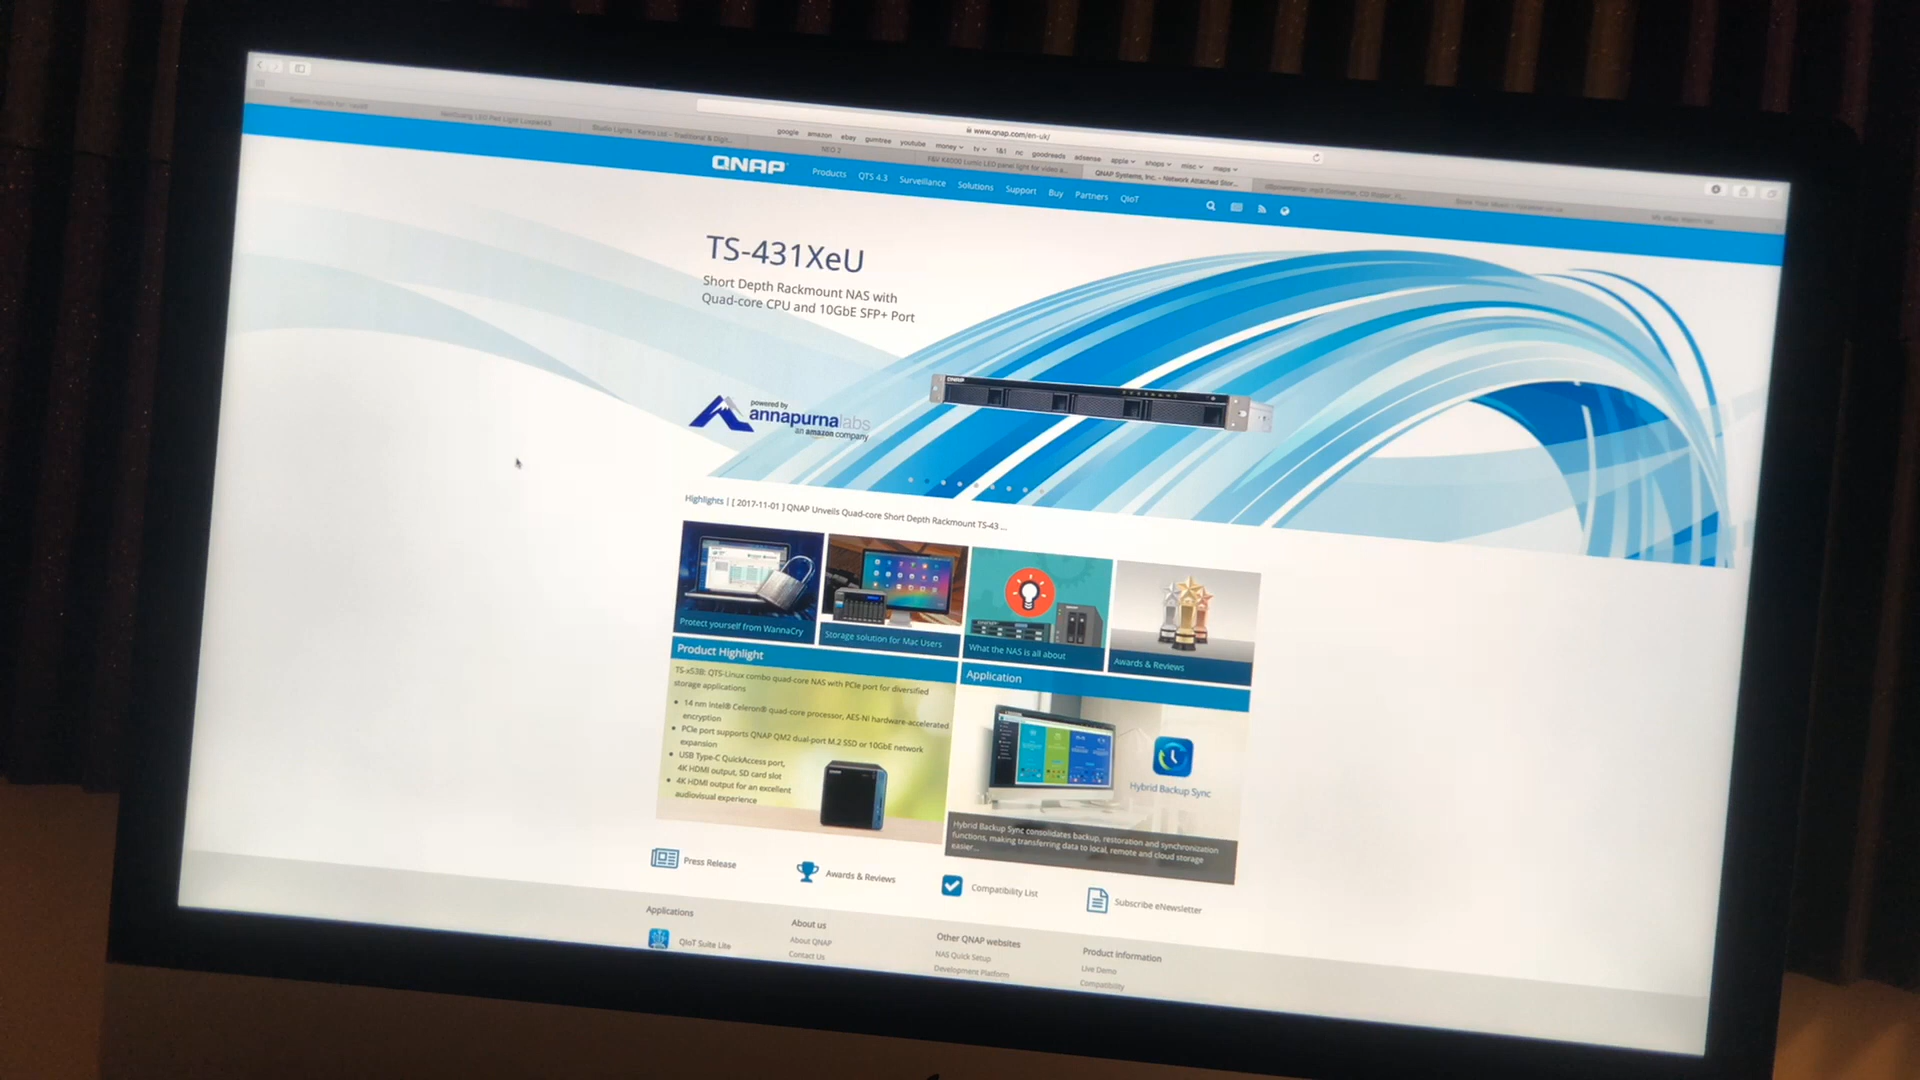 www.qnap.com/en-uk/
google amazon ebay gumtree youtube money tv 1&1 nc goodreads adsense apple shops misc maps
NEO 2
QNAP Systems, Inc. - Network Attached Stor...
QNAP
Products QTS 4.3 Surveillance Solutions Support Buy Partners QIoT
TS-431XeU
Short Depth Rackmount NAS with
Quad-core CPU and 10GbE SFP+ Port
powered by
annapurnalabs
an amazon company
QNAP
Highlights | [ 2017-11-01 ] QNAP Unveils Quad-core Short Depth Rackmount TS-43 ...
Protect yourself from WannaCry
Storage solution for Mac Users
What the NAS is all about
Awards & Reviews
Product Highlight
TS-x53B: QTS-Linux combo quad-core NAS with PCIe port for diversified
storage applications
14 nm Intel® Celeron® quad-core processor, AES-NI hardware-accelerated
encryption
PCIe port supports QNAP QM2 dual-port M.2 SSD or 10GbE network
expansion
USB Type-C QuickAccess port,
4K HDMI output, SD card slot
4K HDMI output for an excellent
audiovisual experience
Application
Hybrid Backup Sync
Hybrid Backup Sync consolidates backup, restoration and synchronization
functions, making transferring data to local, remote and cloud storage
easier...
Press Release
Awards & Reviews
Compatibility List
Subscribe eNewsletter
Applications
QIoT Suite Lite
About us
About QNAP
Contact Us
Other QNAP websites
NAS Quick Setup
Development Platform
Product information
Live Demo
Compatibility